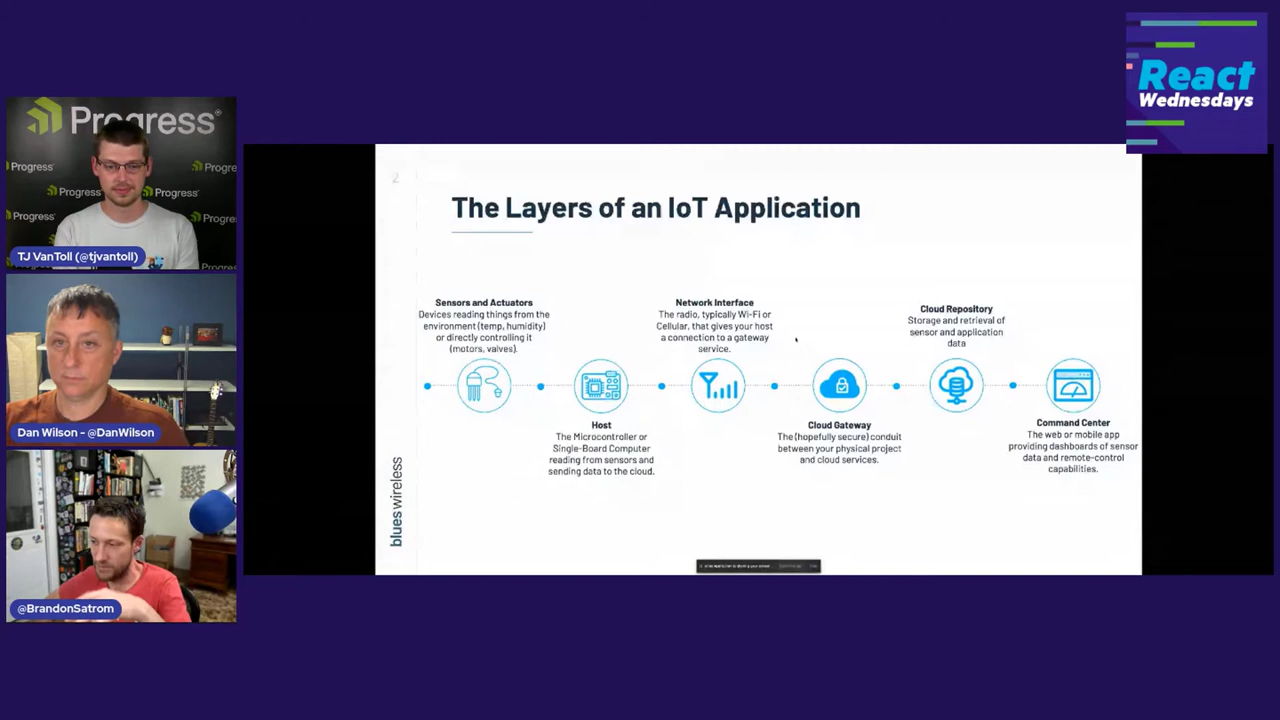 React
Wednesdays
Progress
Progress
Progress
Progress
Progress
Progress
Progress
TJ VanToll (@tjvantoll)
Dan Wilson - @DanWilson
@BrandonSatrom
2
The Layers of an IoT Application
Sensors and Actuators
Devices reading things from the
environment (temp, humidity)
or directly controlling it
(motors, valves).
Host
The Microcontroller or
Single-Board Computer
reading from sensors and
sending data to the cloud.
Network Interface
The radio, typically Wi-Fi or
Cellular, that gives your host
a connection to a gateway
service.
Cloud Gateway
The (hopefully secure) conduit
between your physical project
and cloud services.
Cloud Repository
Storage and retrieval of
sensor and application
data
Command Center
The web or mobile app
providing dashboards of sensor
data and remote-control
capabilities.
blues wireless